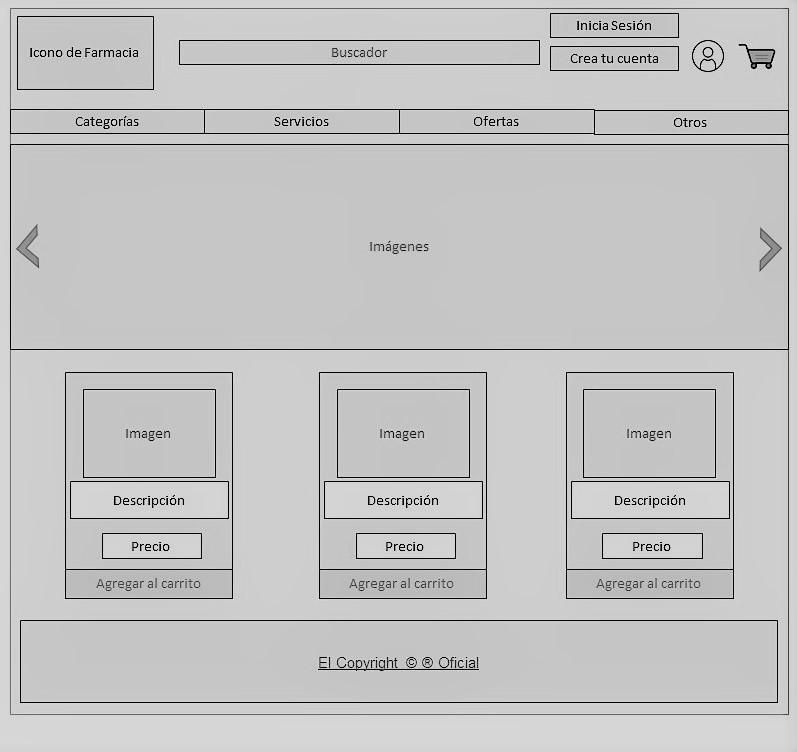 Inicia Sesión
Icono de Farmacia
Buscador
Crea tu cuenta
Categorías
Servicios
Ofertas
Otros
Imágenes
Imagen
Imagen
Imagen
Descripción
Descripción
Descripción
Precio
Precio
Precio
Agregar al carrito
Agregar al carrito
Agregar al carrito
El Copyright © ® Oficial